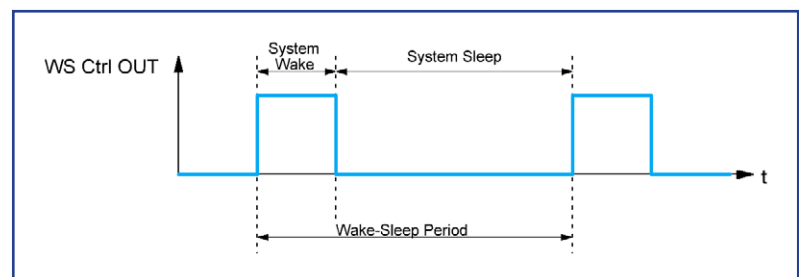 System
Wake
System Sleep
WS Ctrl OUT
t
Wake-Sleep Period